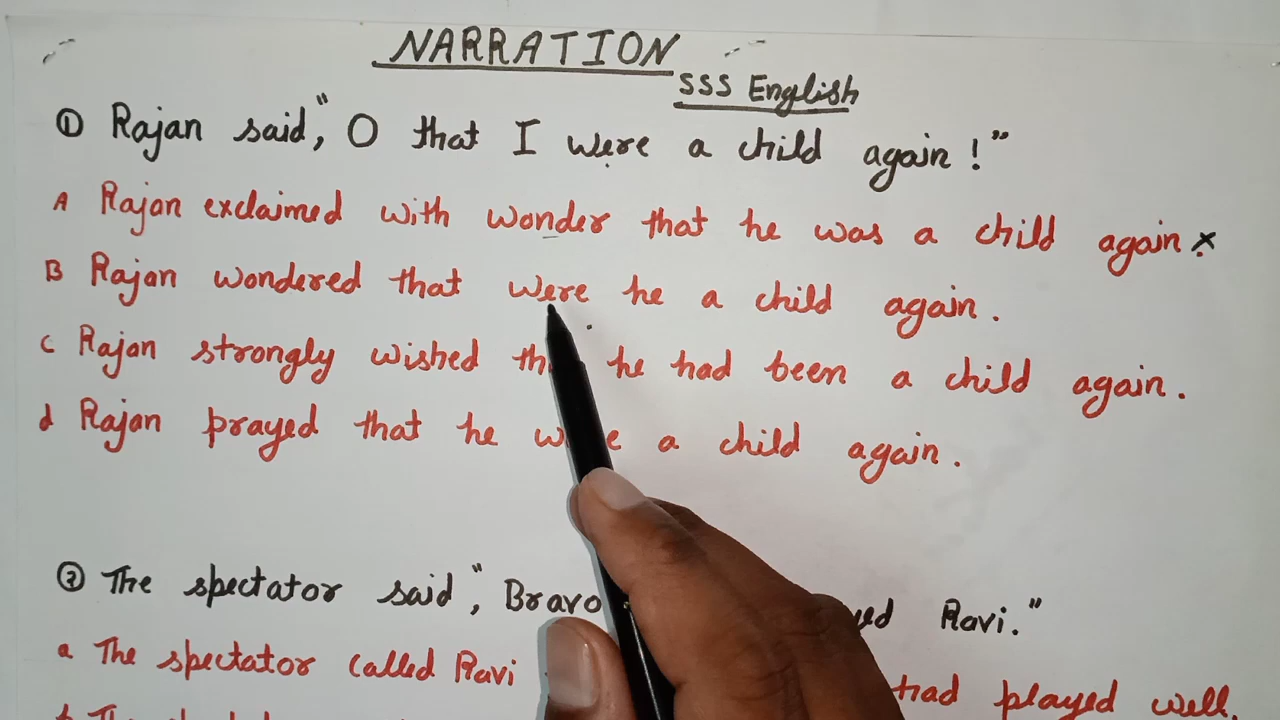 NARRATION
SSS English
① Rajan said", O that I were a child again !"
A Rajan exclaimed with wonder that he was a child again.
B Rajan wondered that were he a child again.
C Rajan strongly wished he had been a child again.
d Rajan prayed that he a child again.
② The spectator said", Bravo Ravi."
a The spectator called Ravi had played well.